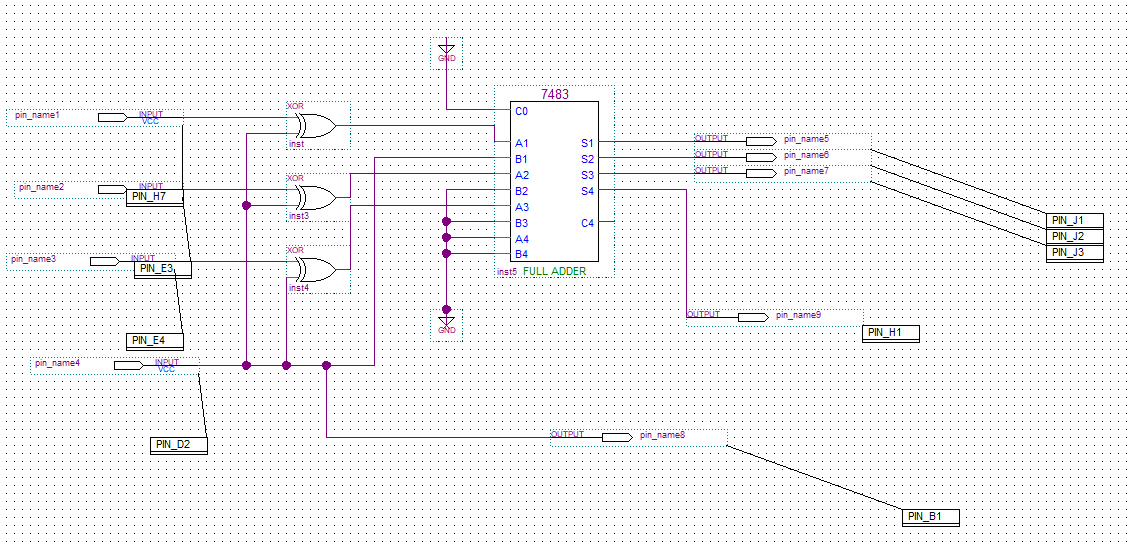 GND
7483
XOR
pin_name1
INPUT
VCC
C0
inst
A1
S1
OUTPUT
pin_name5
B1
S2
OUTPUT
pin_name6
XOR
A2
S3
OUTPUT
pin_name7
pin_name2
INPUT
PIN_H7
B2
S4
inst3
A3
B3
C4
A4
B4
PIN_J1
PIN_J2
PIN_J3
XOR
pin_name3
INPUT
PIN_E3
inst5
FULL ADDER
inst4
GND
OUTPUT
pin_name9
PIN_H1
PIN_E4
pin_name4
INPUT
VCC
PIN_D2
OUTPUT
pin_name8
PIN_B1